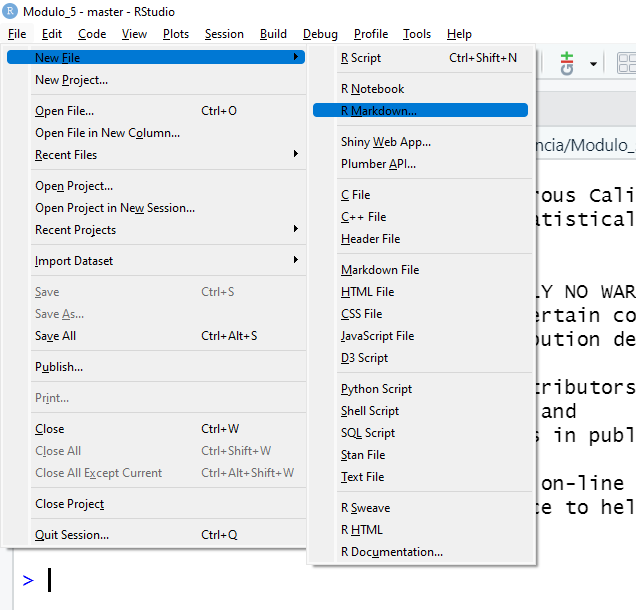 Modulo_5 - master - RStudio
File Edit Code View Plots Session Build Debug Profile Tools Help
New File
New Project...
Open File... Ctrl+O
Open File in New Column...
Recent Files
Open Project...
Open Project in New Session...
Recent Projects
Import Dataset
Save Ctrl+S
Save As...
Save All Ctrl+Alt+S
Publish...
Print...
Close Ctrl+W
Close All Ctrl+Shift+W
Close All Except Current Ctrl+Alt+Shift+W
Close Project
Quit Session... Ctrl+Q
R Script Ctrl+Shift+N
R Notebook
R Markdown...
Shiny Web App...
Plumber API...
C File
C++ File
Header File
Markdown File
HTML File
CSS File
JavaScript File
D3 Script
Python Script
Shell Script
SQL Script
Stan File
Text File
R Sweave
R HTML
R Documentation...
ncia/Modulo_
rous Cali
atistical
LY NO WAR
ertain co
bution de
tributors
and
s in publ
on-line
ce to hel
>